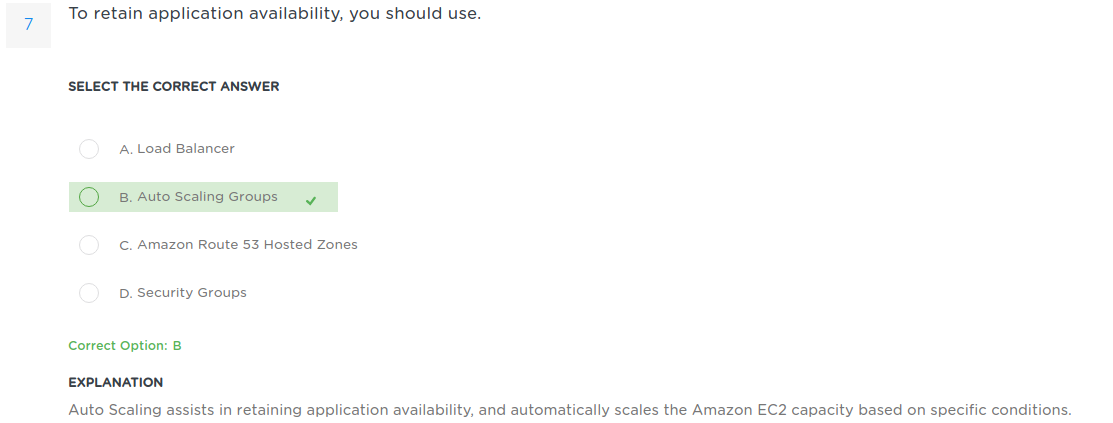 7
To retain application availability, you should use.
SELECT THE CORRECT ANSWER
A. Load Balancer
B. Auto Scaling Groups
C. Amazon Route 53 Hosted Zones
D. Security Groups
Correct Option: B
EXPLANATION
Auto Scaling assists in retaining application availability, and automatically scales the Amazon EC2 capacity based on specific conditions.